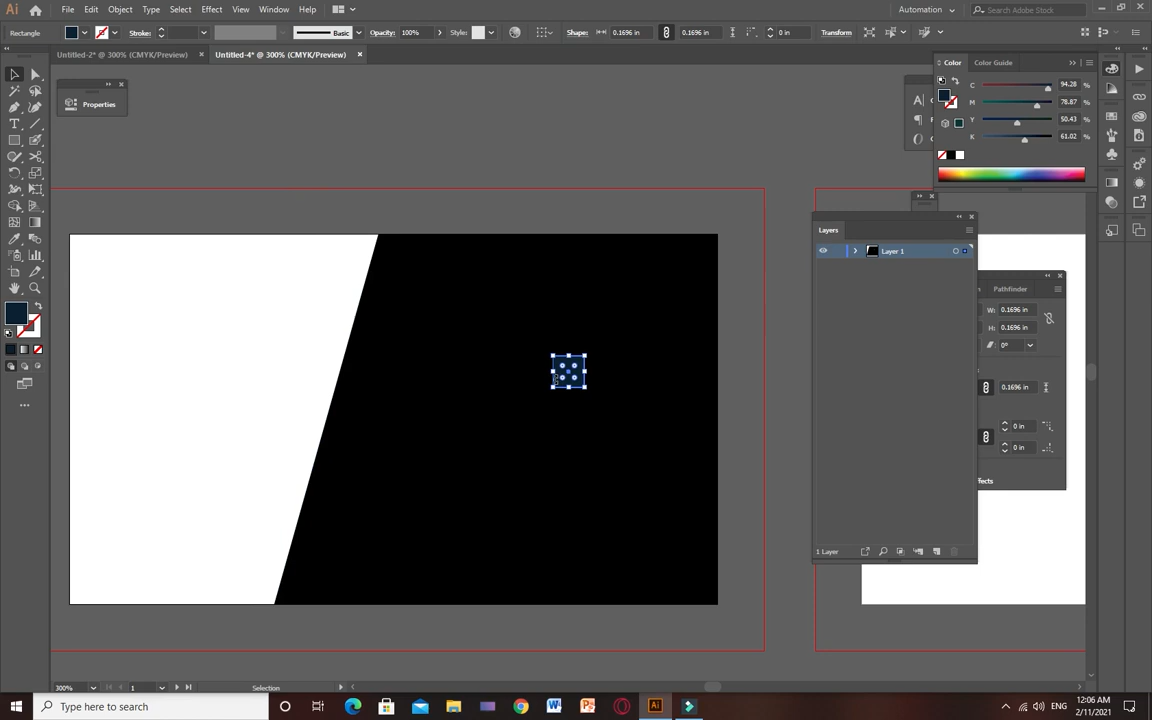 Ai File Edit Object Type Select Effect View Window Help Automation Search Adobe Stock
Rectangle Stroke: Basic Opacity: 100% Style: Shape: 0.1696 in 0.1696 in 0 in Transform
Untitled-2* @ 300% (CMYK/Preview) × Untitled-4* @ 300% (CMYK/Preview) ×
Properties
Color Color Guide
C 94.28 %
M 78.87 %
Y 50.43 %
K 61.02 %
Layers
Layer 1
Pathfinder
W: 0.1696 in
H: 0.1696 in
0°
0.1696 in
0 in
0 in
1 Layer
300% 1 Selection
Type here to search
ENG
12:06 AM
2/11/2021